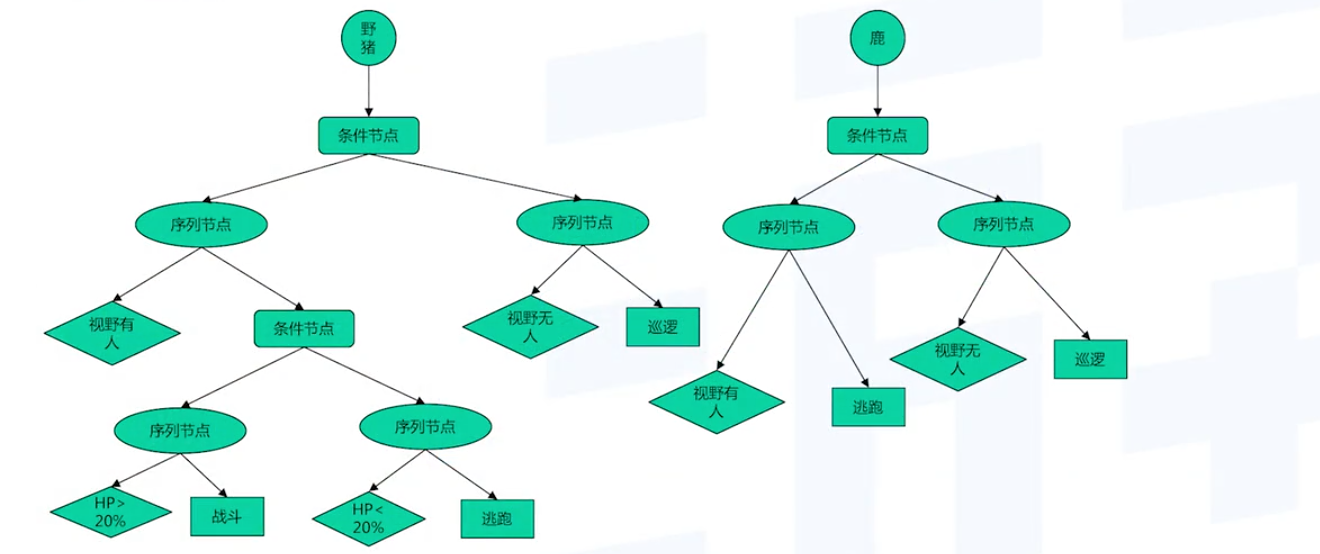 野
猪
条件节点
序列节点
序列节点
视野有
人
条件节点
视野无
人
巡逻
序列节点
序列节点
HP>
20%
战斗
HP<
20%
逃跑
鹿
条件节点
序列节点
序列节点
视野有
人
逃跑
视野无
人
巡逻